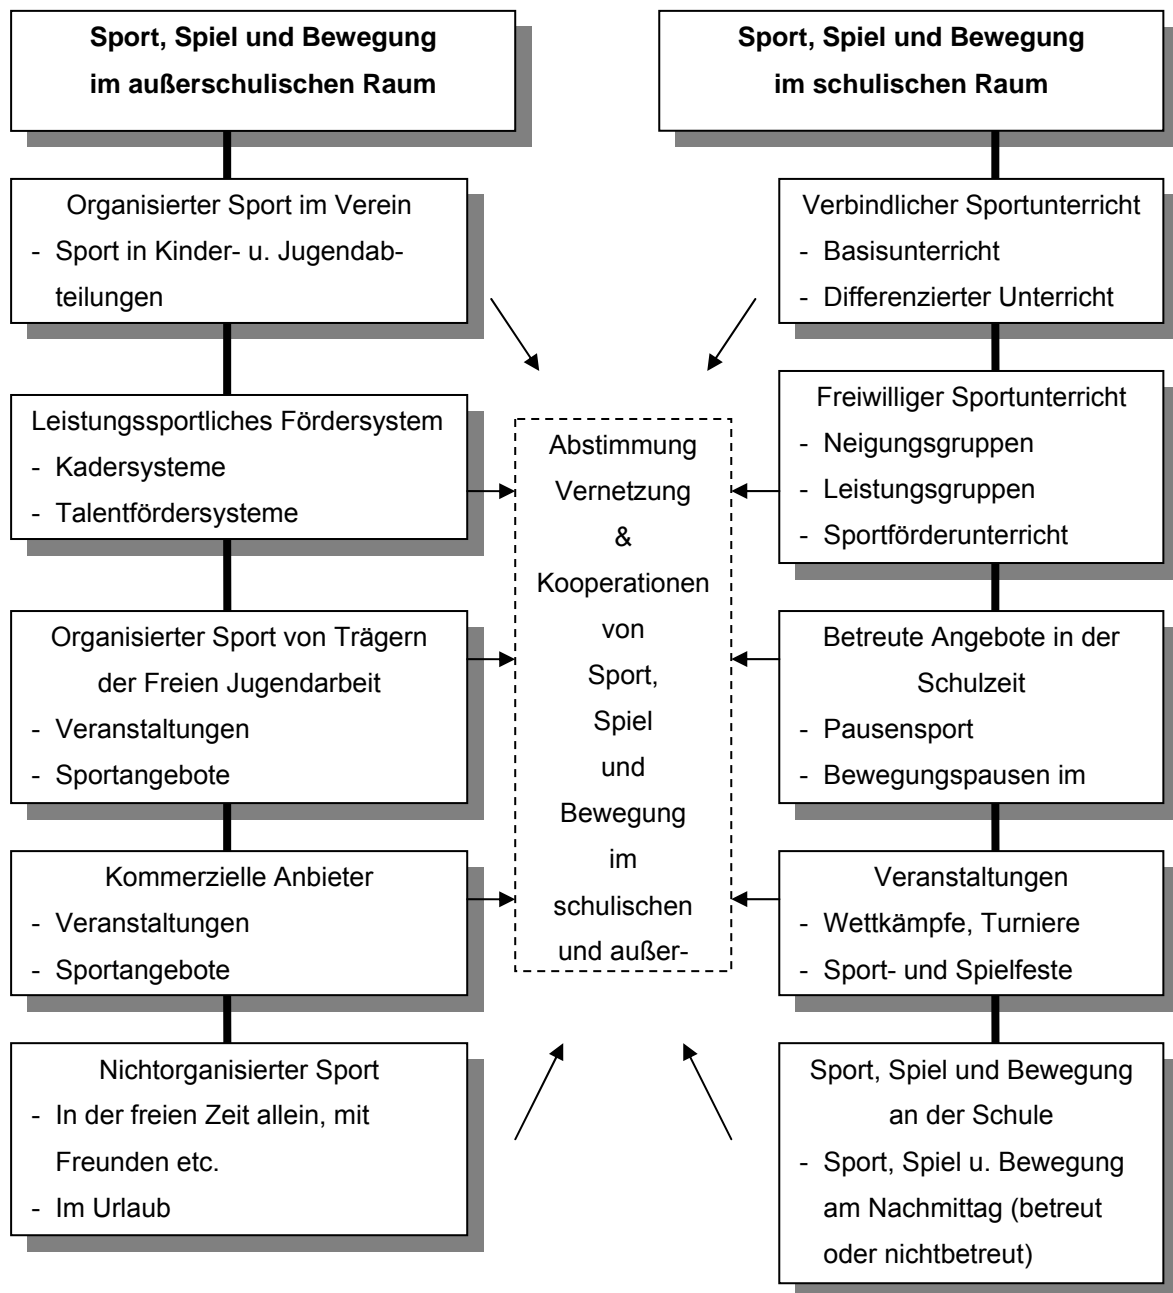 Sport, Spiel und Bewegung
im außerschulischen Raum
Organisierter Sport im Verein
- Sport in Kinder- u. Jugendab-
teilungen
Leistungssportliches Fördersystem
- Kadersysteme
- Talentfördersysteme
Organisierter Sport von Trägern
der Freien Jugendarbeit
- Veranstaltungen
- Sportangebote
Kommerzielle Anbieter
- Veranstaltungen
- Sportangebote
Nichtorganisierter Sport
- In der freien Zeit allein, mit
Freunden etc.
- Im Urlaub
Abstimmung
Vernetzung
&
Kooperationen
von
Sport,
Spiel
und
Bewegung
im
schulischen
und außer-
Sport, Spiel und Bewegung
im schulischen Raum
Verbindlicher Sportunterricht
- Basisunterricht
- Differenzierter Unterricht
Freiwilliger Sportunterricht
- Neigungsgruppen
- Leistungsgruppen
- Sportförderunterricht
Betreute Angebote in der
Schulzeit
- Pausensport
- Bewegungspausen im
Veranstaltungen
- Wettkämpfe, Turniere
- Sport- und Spielfeste
Sport, Spiel und Bewegung
an der Schule
- Sport, Spiel u. Bewegung
am Nachmittag (betreut
oder nichtbetreut)